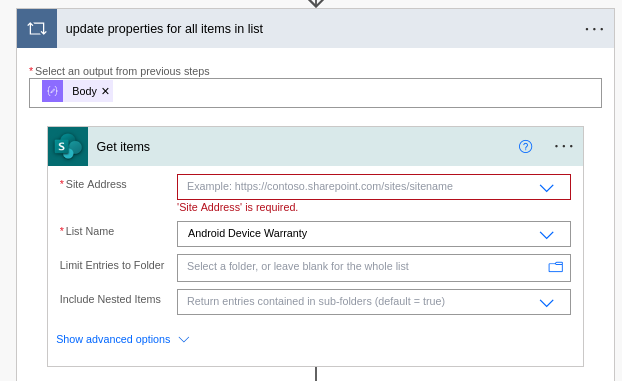 update properties for all items in list
* Select an output from previous steps
Body ×
S Get items
* Site Address Example: https://contoso.sharepoint.com/sites/sitename
'Site Address' is required.
* List Name Android Device Warranty
Limit Entries to Folder Select a folder, or leave blank for the whole list
Include Nested Items Return entries contained in sub-folders (default = true)
Show advanced options